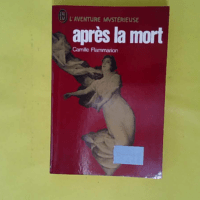 L'AVENTURE MYSTÉRIEUSE
après la mort
Camille Flammarion